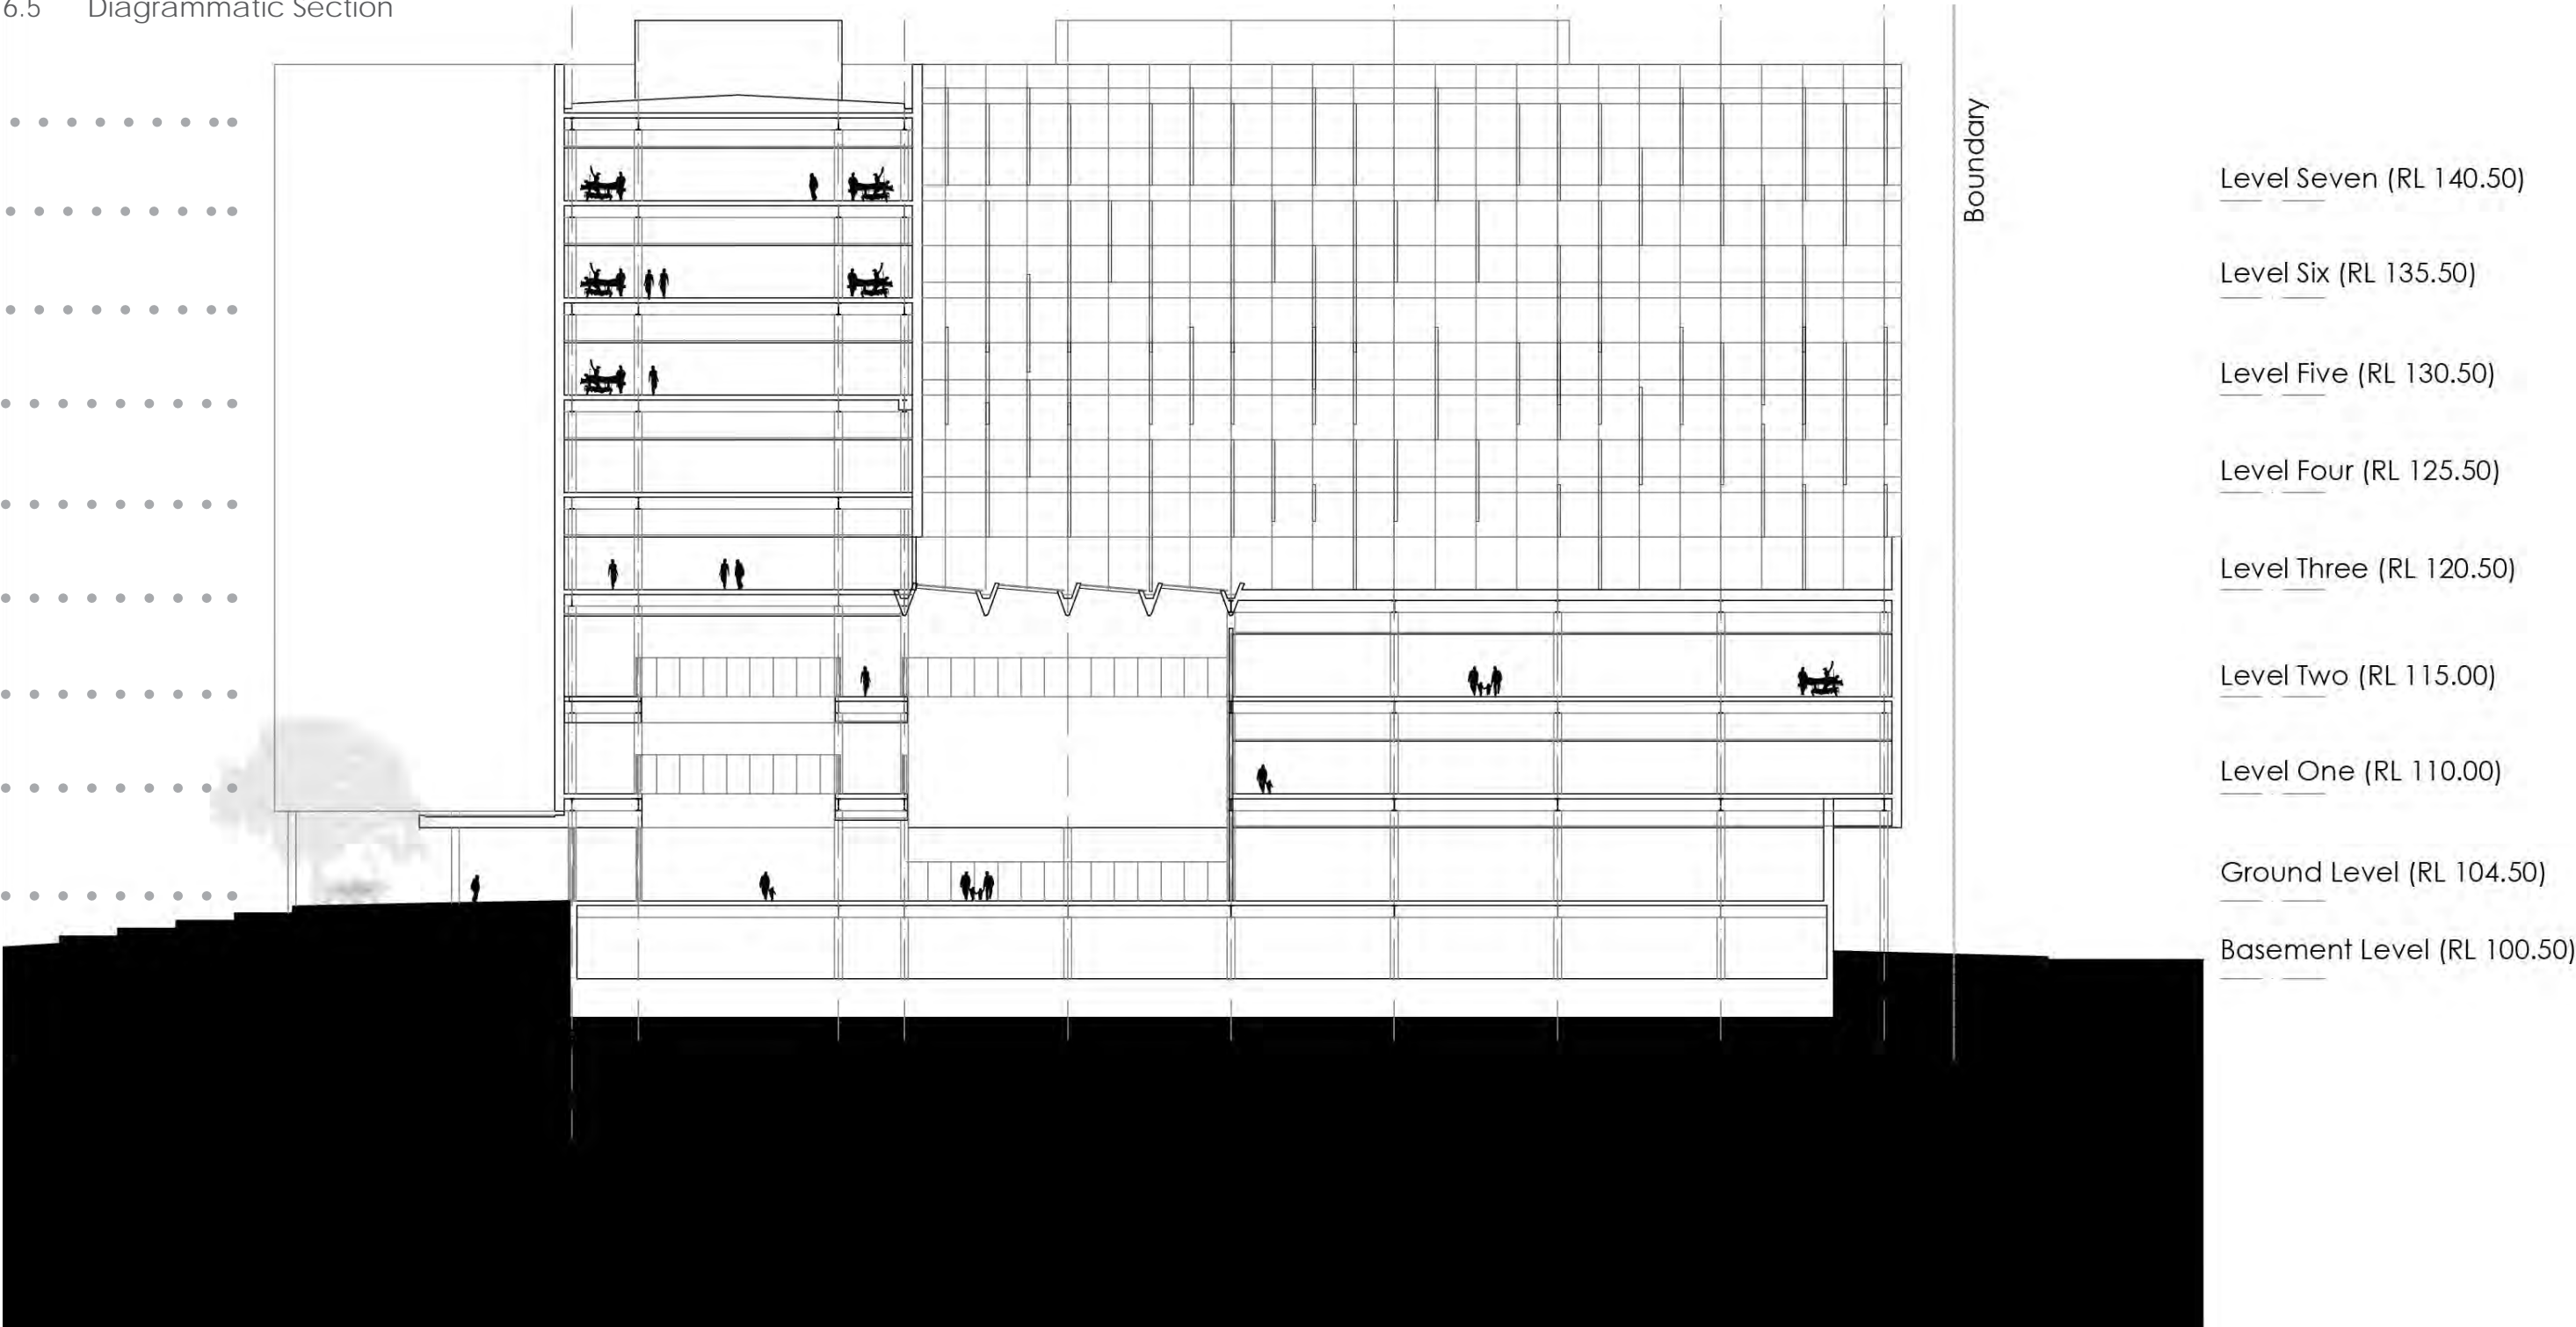 6.5 Diagrammatic Section
Boundary
Level Seven (RL 140.50)
Level Six (RL 135.50)
Level Five (RL 130.50)
Level Four (RL 125.50)
Level Three (RL 120.50)
Level Two (RL 115.00)
Level One (RL 110.00)
Ground Level (RL 104.50)
Basement Level (RL 100.50)